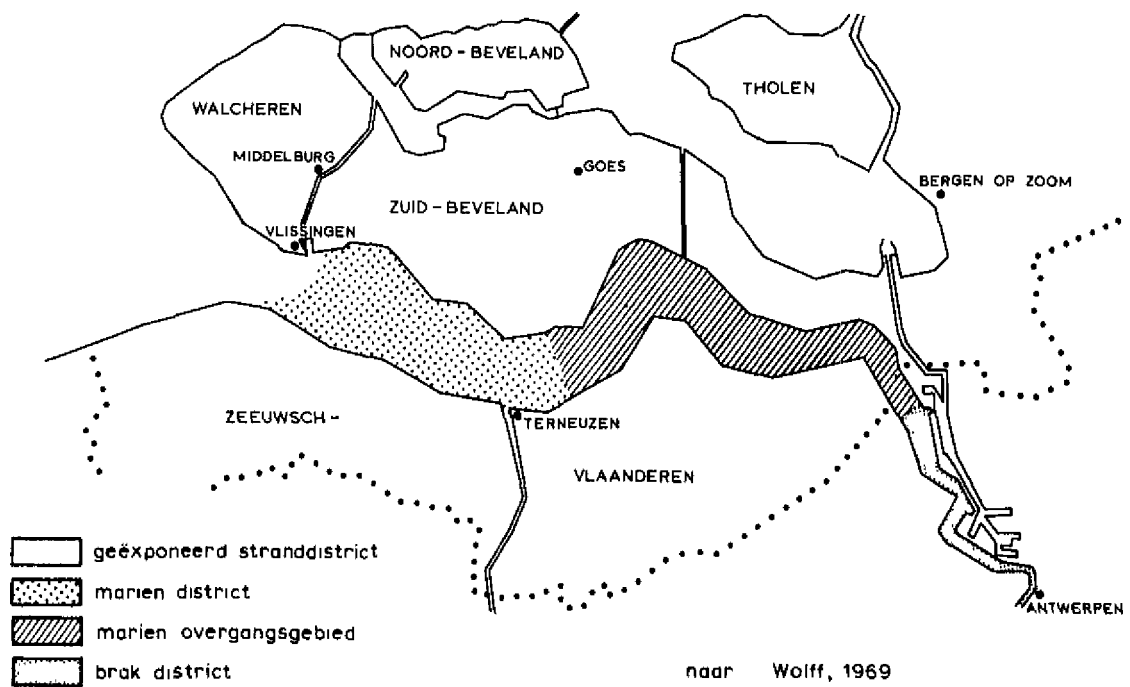 NOORD - BEVELAND
WALCHEREN
THOLEN
MIDDELBURG
GOES
BERGEN OP ZOOM
ZUID - BEVELAND
VLISSINGEN
ZEEUWSCH -
TERNEUZEN
VLAANDEREN
ANTWERPEN
geëxponeerd stranddistrict
marien district
marien overgangsgebied
brak district
naar Wolff, 1969